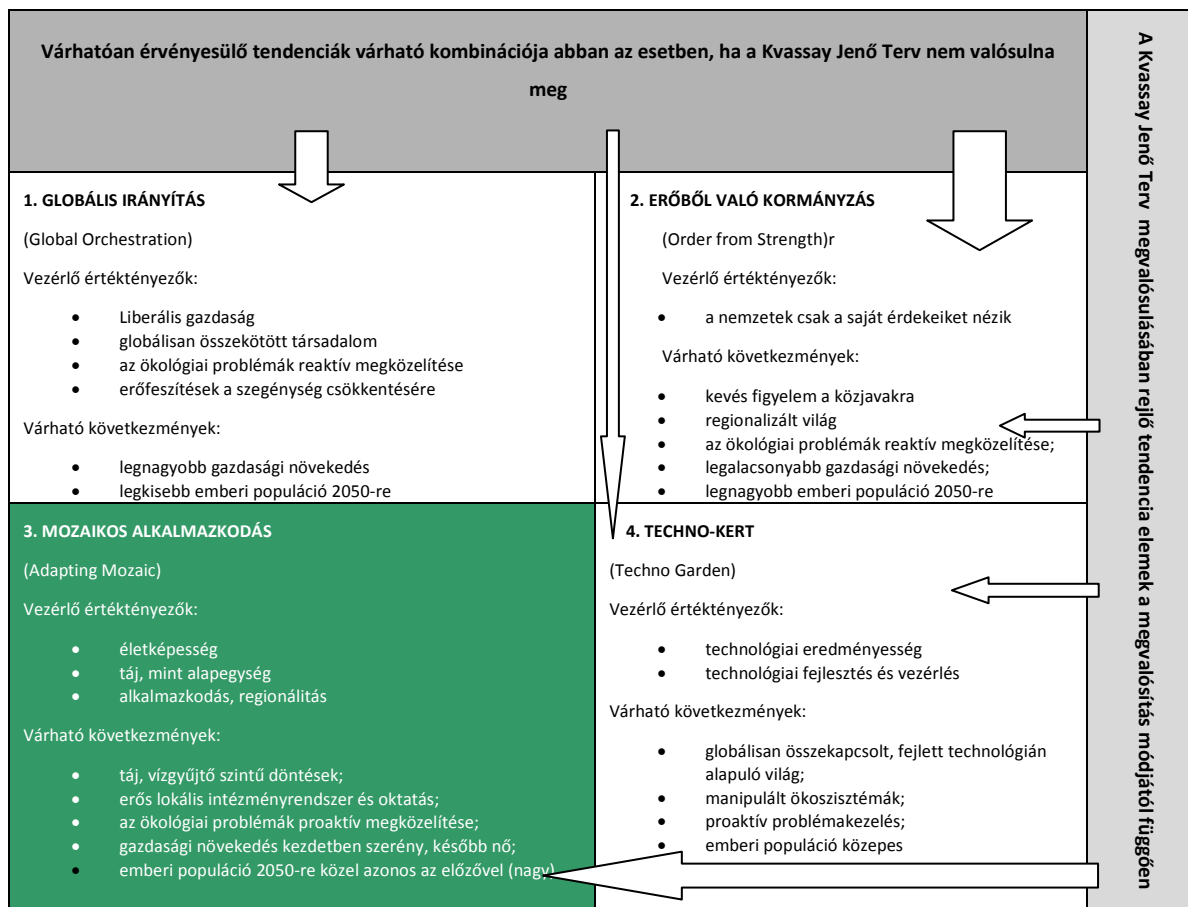 Várhatóan érvényesülő tendenciák várható kombinációja abban az esetben, ha a Kvassay Jenő Terv nem valósulna
meg
1. GLOBÁLIS IRÁNYÍTÁS
(Global Orchestration)
Vezérlő értéktényezők:
• Liberális gazdaság
• globálisan összekötött társadalom
• az ökológiai problémák reaktív megközelítése
• erőfeszítések a szegénység csökkentésére
Várható következmények:
• legnagyobb gazdasági növekedés
• legkisebb emberi populáció 2050-re
2. ERŐBŐL VALÓ KORMÁNYZÁS
(Order from Strength)r
Vezérlő értéktényezők:
• a nemzetek csak a saját érdekeiket nézik
Várható következmények:
• kevés figyelem a közjavakra
• regionalizált világ
• az ökológiai problémák reaktív megközelítése;
• legalacsonyabb gazdasági növekedés;
• legnagyobb emberi populáció 2050-re
3. MOZAIKOS ALKALMAZKODÁS
(Adapting Mozaic)
Vezérlő értéktényezők:
• életképesség
• táj, mint alapegység
• alkalmazkodás, regionálitás
Várható következmények:
• táj, vízgyűjtő szintű döntések;
• erős lokális intézményrendszer és oktatás;
• az ökológiai problémák proaktív megközelítése;
• gazdasági növekedés kezdetben szerény, később nő;
• emberi populáció 2050-re közel azonos az előzővel (nagy)
4. TECHNO-KERT
(Techno Garden)
Vezérlő értéktényezők:
• technológiai eredményesség
• technológiai fejlesztés és vezérlés
Várható következmények:
• globálisan összekapcsolt, fejlett technológián
alapuló világ;
• manipulált ökoszisztémák;
• proaktív problémakezelés;
• emberi populáció közepes
A Kvassay Jenő Terv megvalósulásában rejlő tendencia elemek a megvalósítás módjától függően